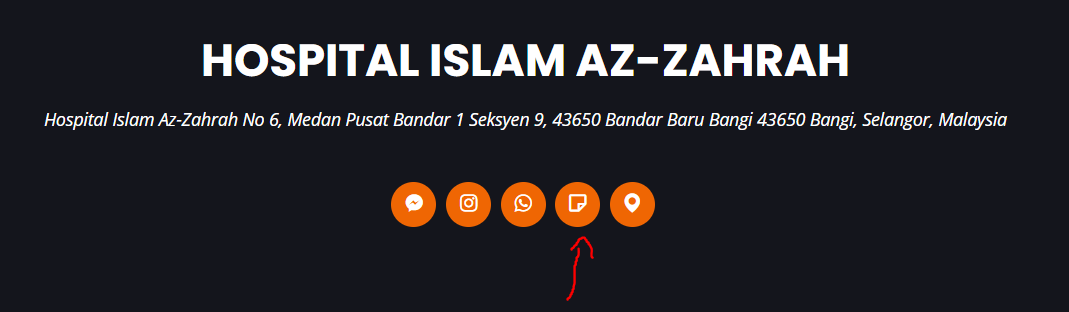 HOSPITAL ISLAM AZ-ZAHRAH
Hospital Islam Az-Zahrah No 6, Medan Pusat Bandar 1 Seksyen 9, 43650 Bandar Baru Bangi 43650 Bangi, Selangor, Malaysia